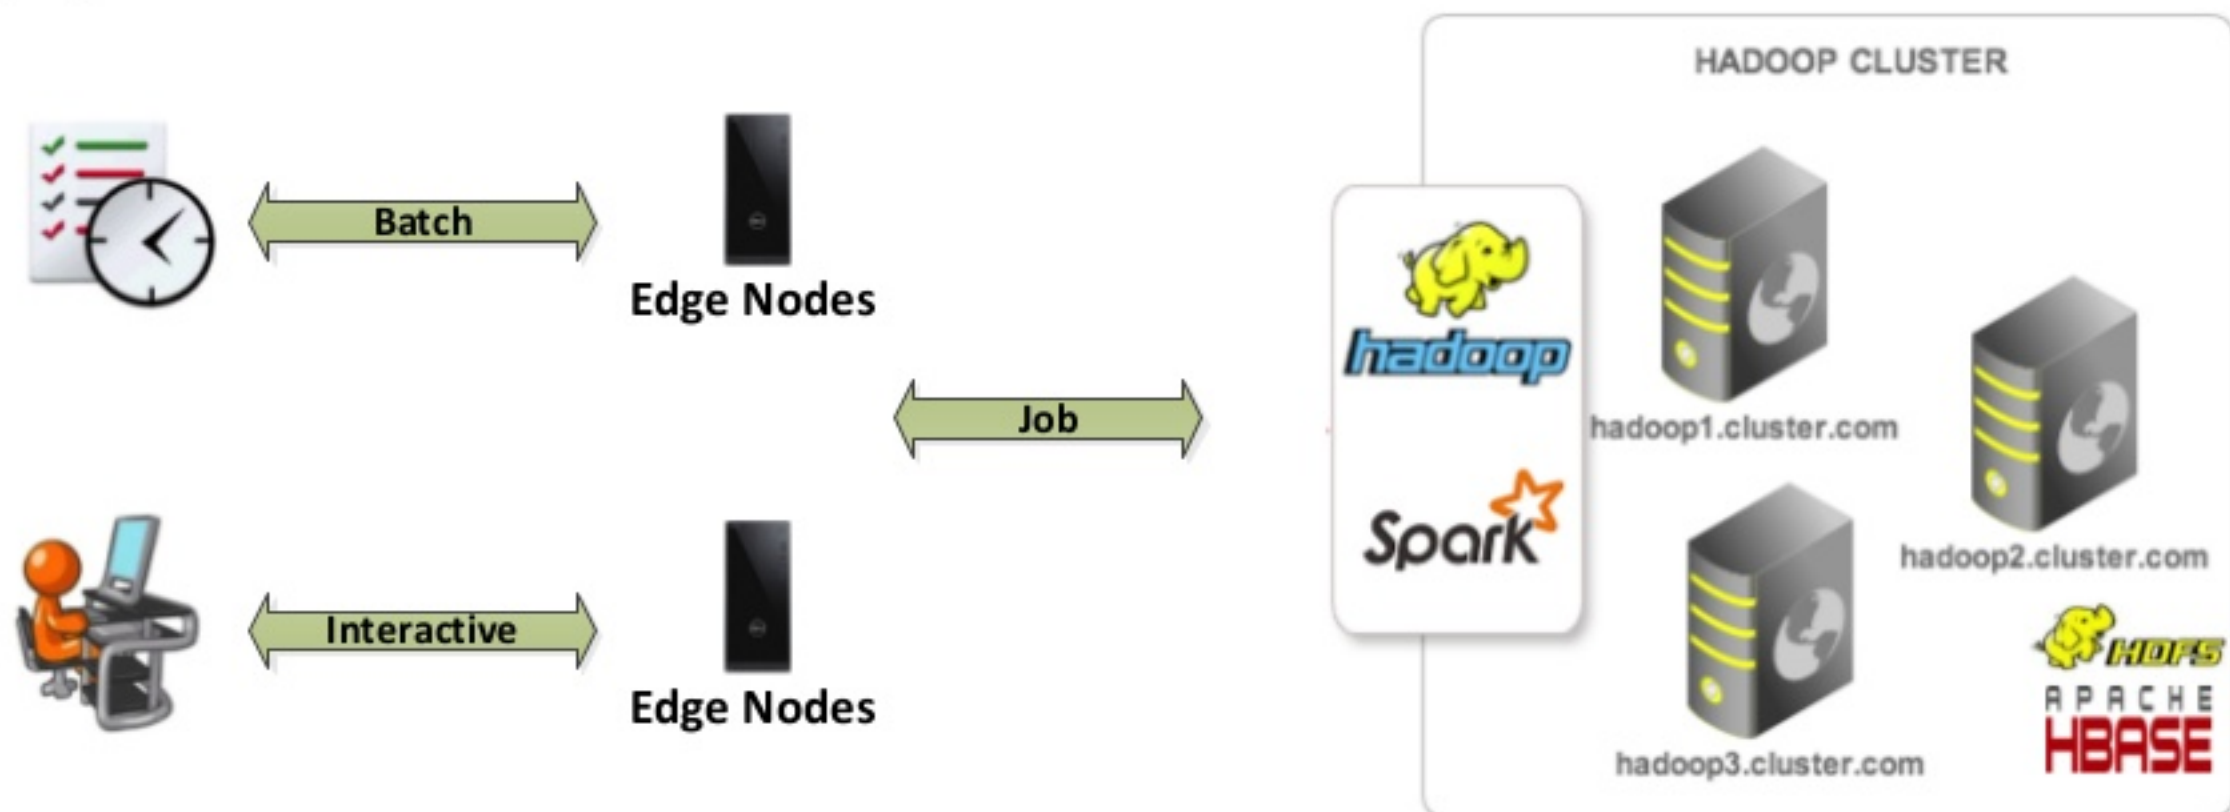 HADOOP CLUSTER
Batch
Edge Nodes
hadoop
Job
hadoop1.cluster.com
Spark
hadoop2.cluster.com
Interactive
Edge Nodes
HDFS
APACHE
HBASE
hadoop3.cluster.com